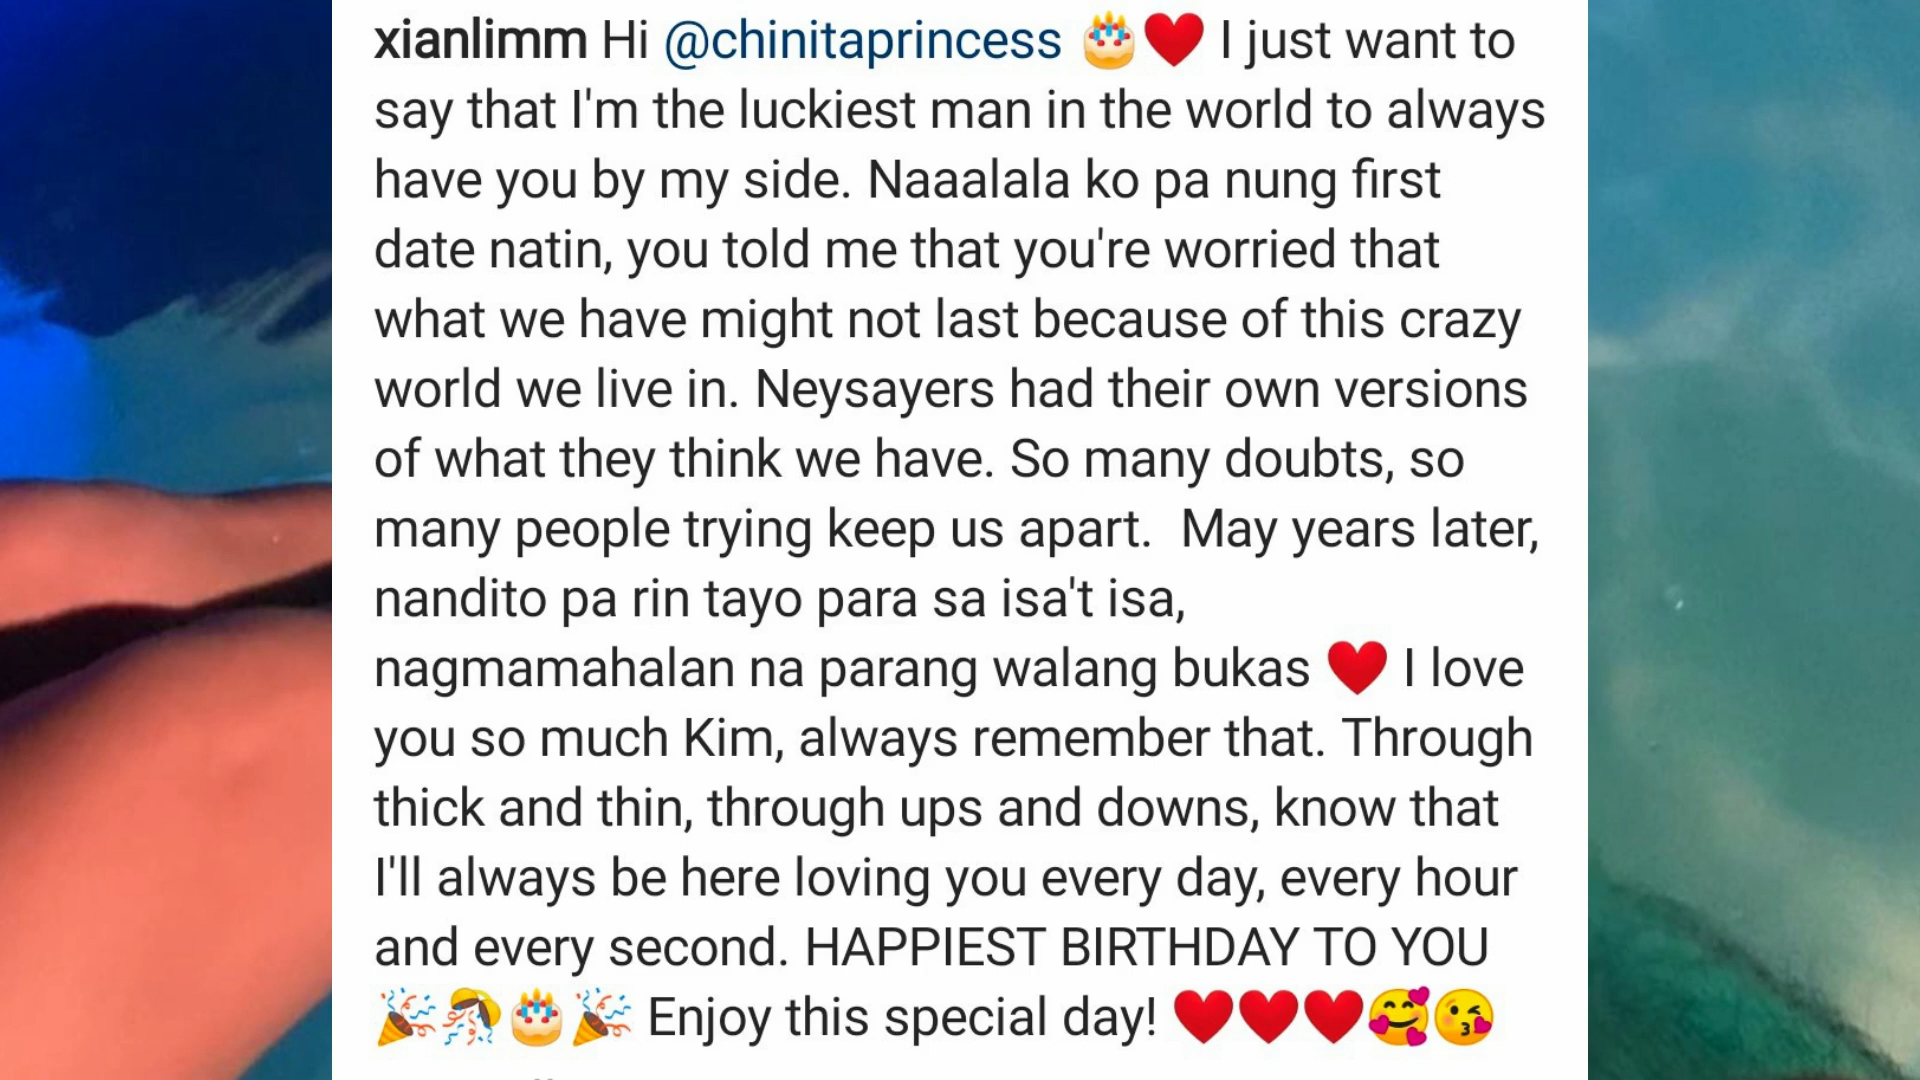 xianlimm Hi @chinitaprincess 🎂❤️ I just want to
say that I'm the luckiest man in the world to always
have you by my side. Naaalala ko pa nung first
date natin, you told me that you're worried that
what we have might not last because of this crazy
world we live in. Neysayers had their own versions
of what they think we have. So many doubts, so
many people trying keep us apart.  May years later,
nandito pa rin tayo para sa isa't isa,
nagmamahalan na parang walang bukas ❤️ I love
you so much Kim, always remember that. Through
thick and thin, through ups and downs, know that
I'll always be here loving you every day, every hour
and every second. HAPPIEST BIRTHDAY TO YOU
🎉🎊🎂🎉 Enjoy this special day! ❤️❤️❤️🥰😘